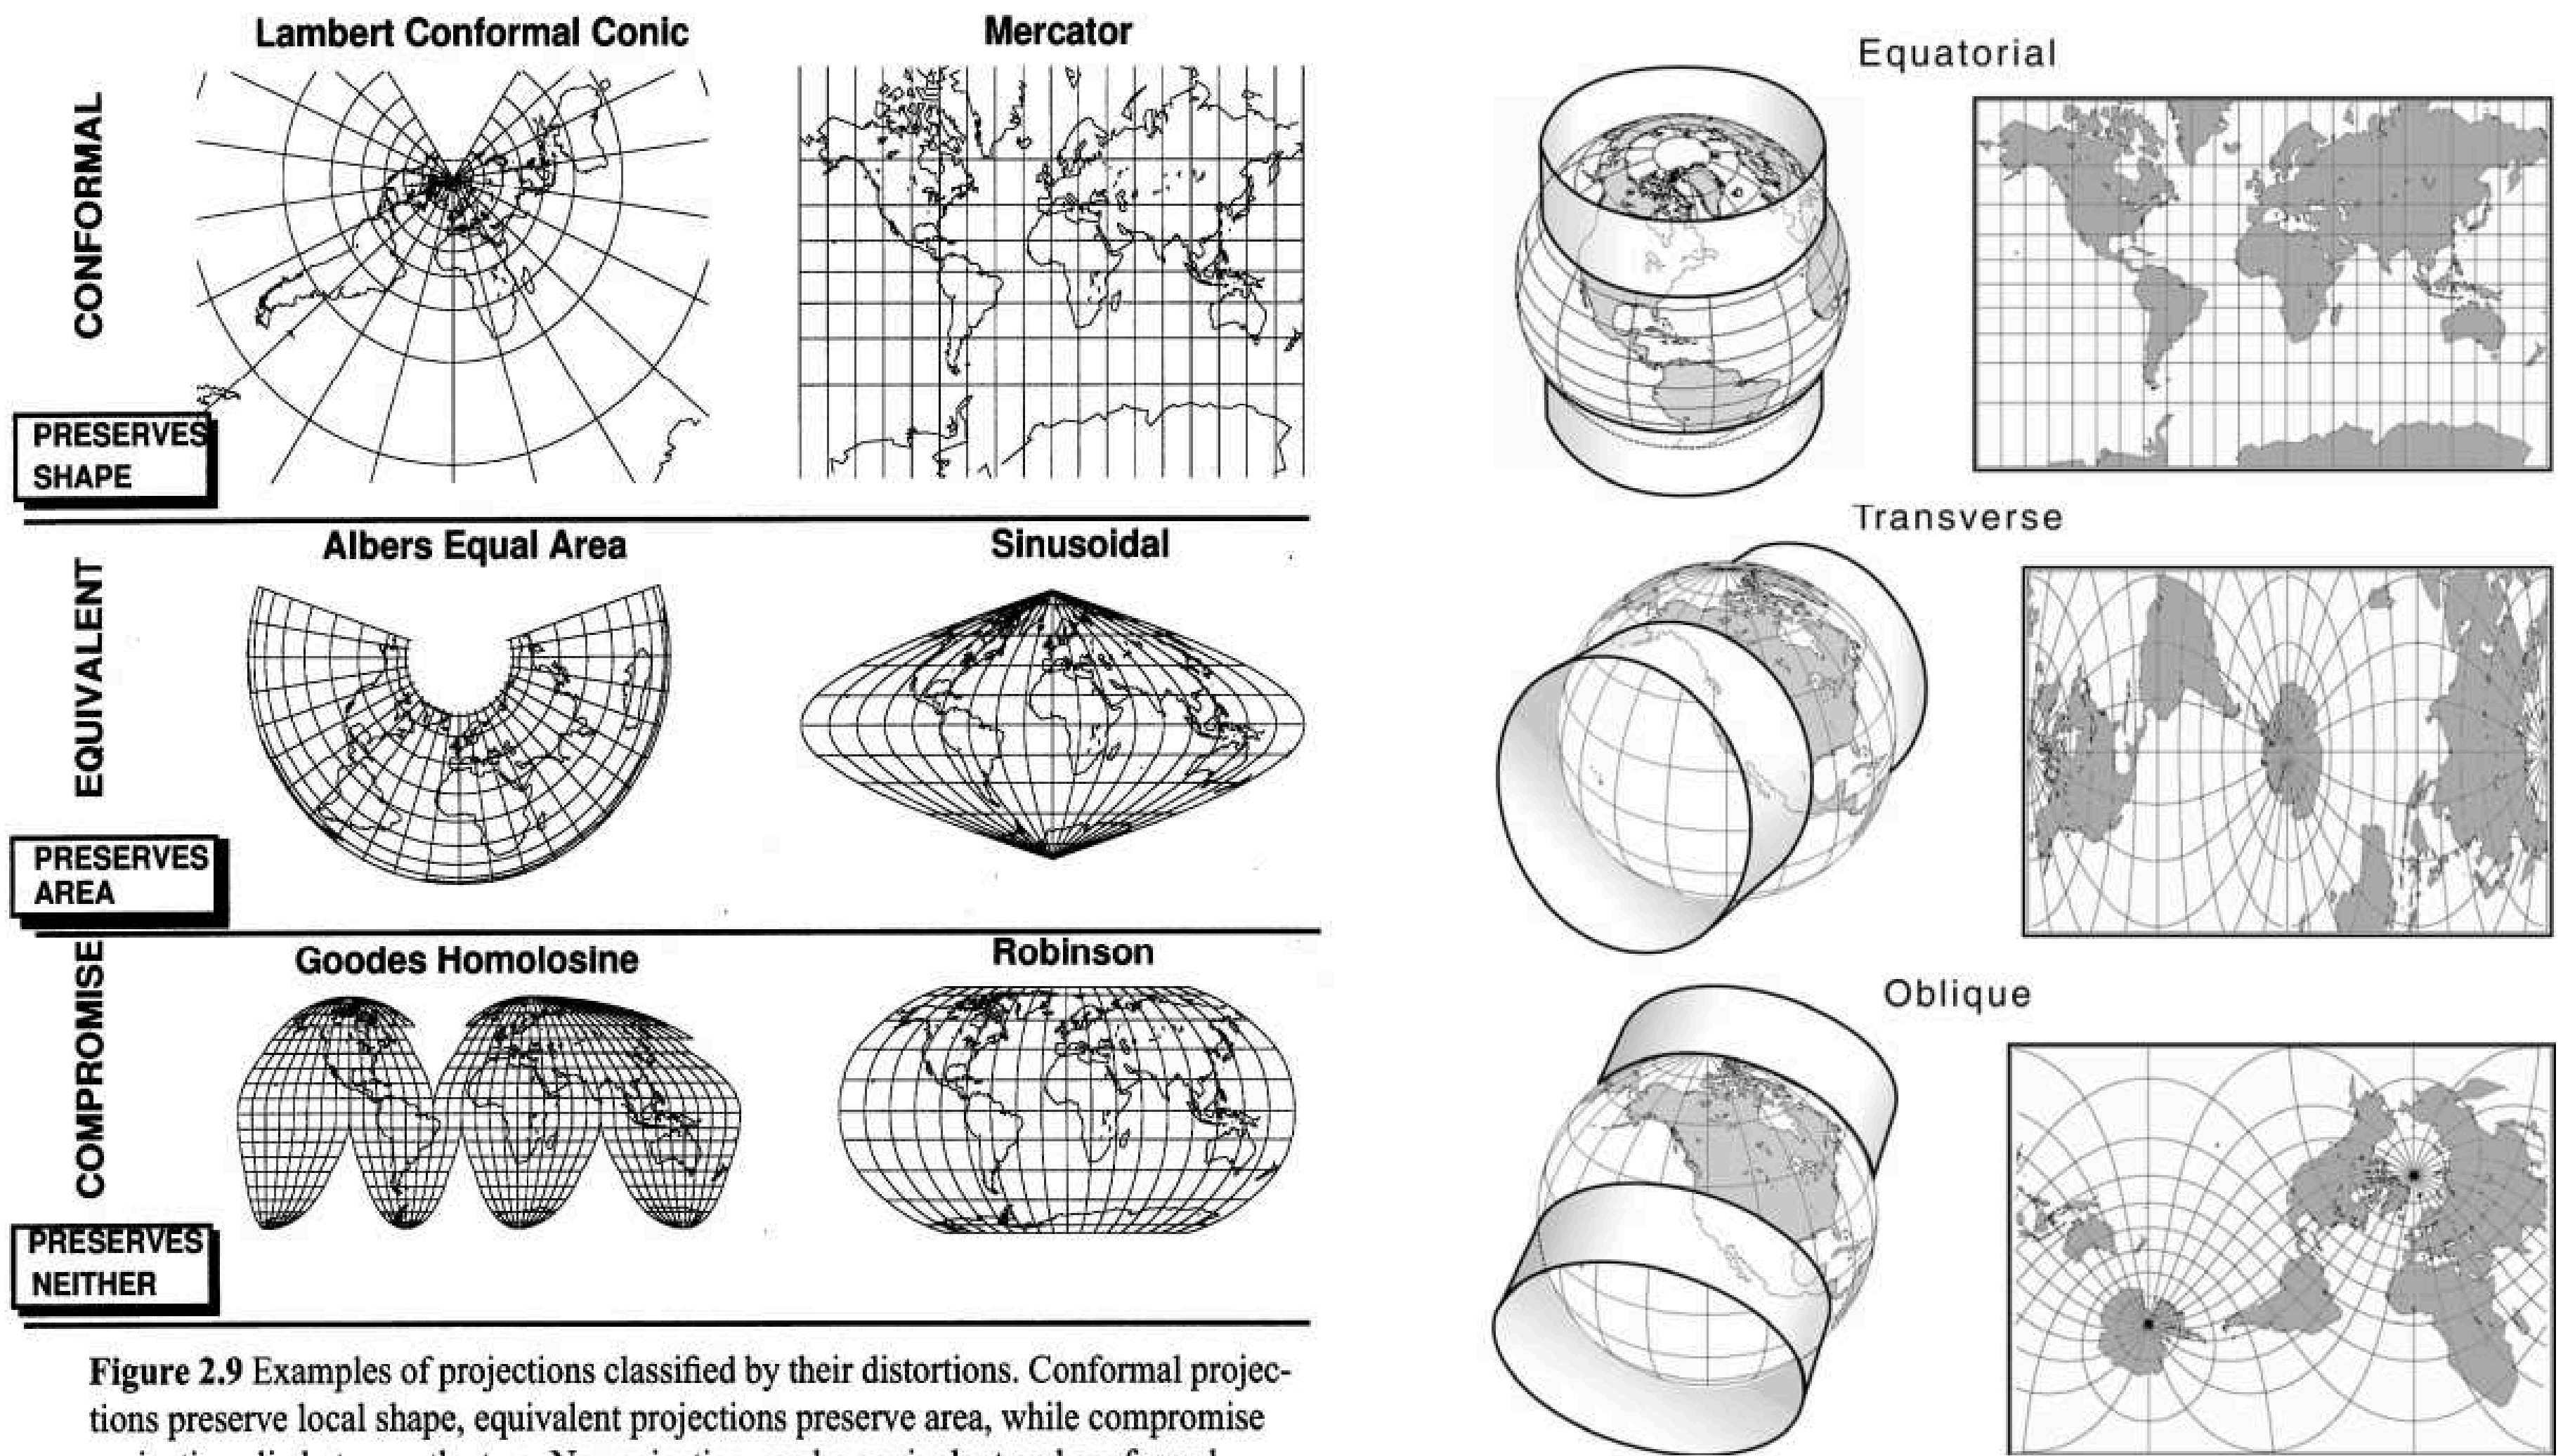 Lambert Conformal Conic
Mercator
CONFORMAL
PRESERVES
SHAPE
Albers Equal Area
Sinusoidal
EQUIVALENT
PRESERVES
AREA
Goodes Homolosine
Robinson
COMPROMISE
PRESERVES
NEITHER
Figure 2.9 Examples of projections classified by their distortions. Conformal projec-
tions preserve local shape, equivalent projections preserve area, while compromise
Equatorial
Transverse
Oblique